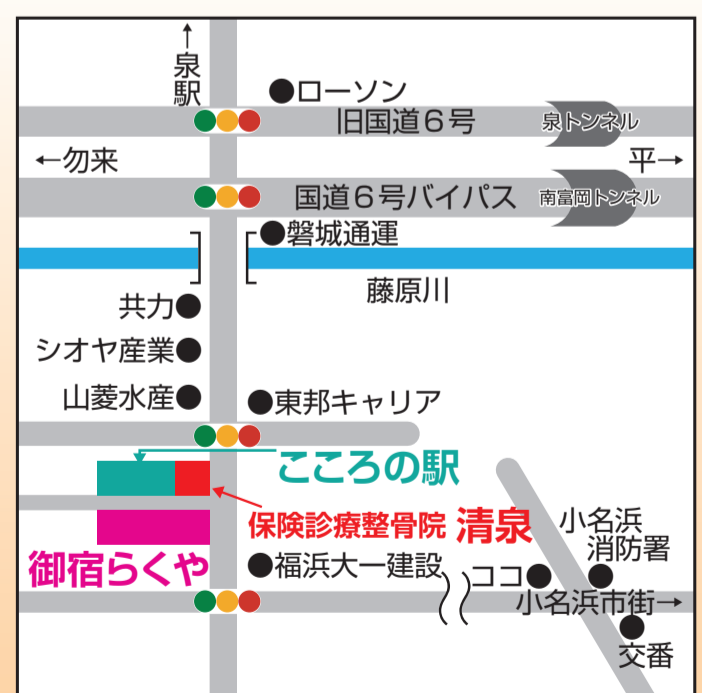 ↑泉駅
●ローソン
旧国道6号
泉トンネル
←勿来
平→
国道6号バイパス
南富岡トンネル
●磐城通運
藤原川
共力●
シオヤ産業●
山菱水産●
●東邦キャリア
こころの駅
保険診療整骨院 清泉
御宿らくや
●福浜大一建設
ココ●
小名浜
消防署
小名浜市街→
交番